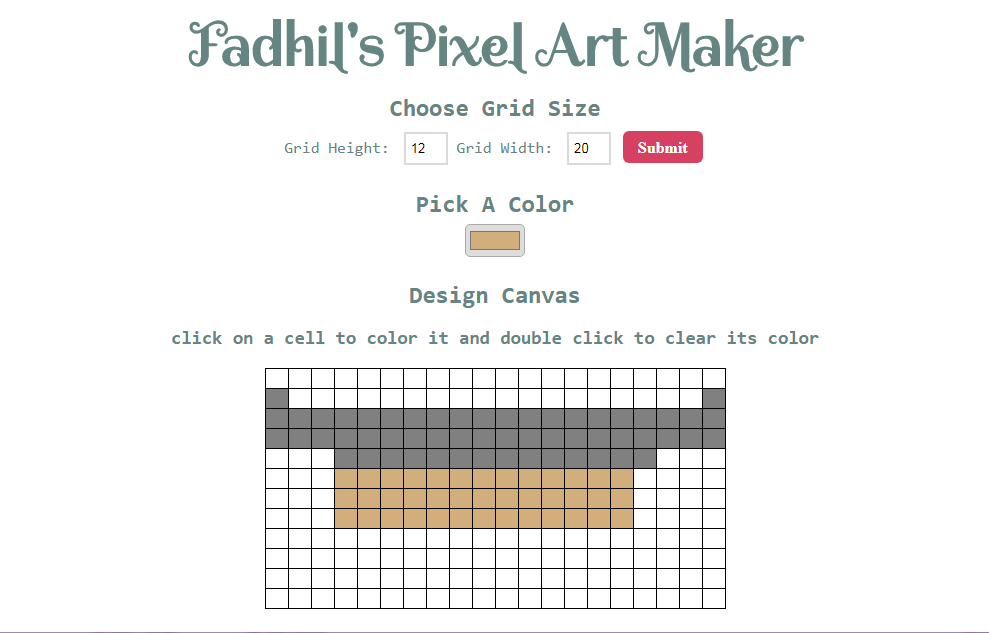 Fadhil's Pixel Art Maker
Choose Grid Size
Grid Height: 12 Grid Width: 20 Submit
Pick A Color
Design Canvas
click on a cell to color it and double click to clear its color